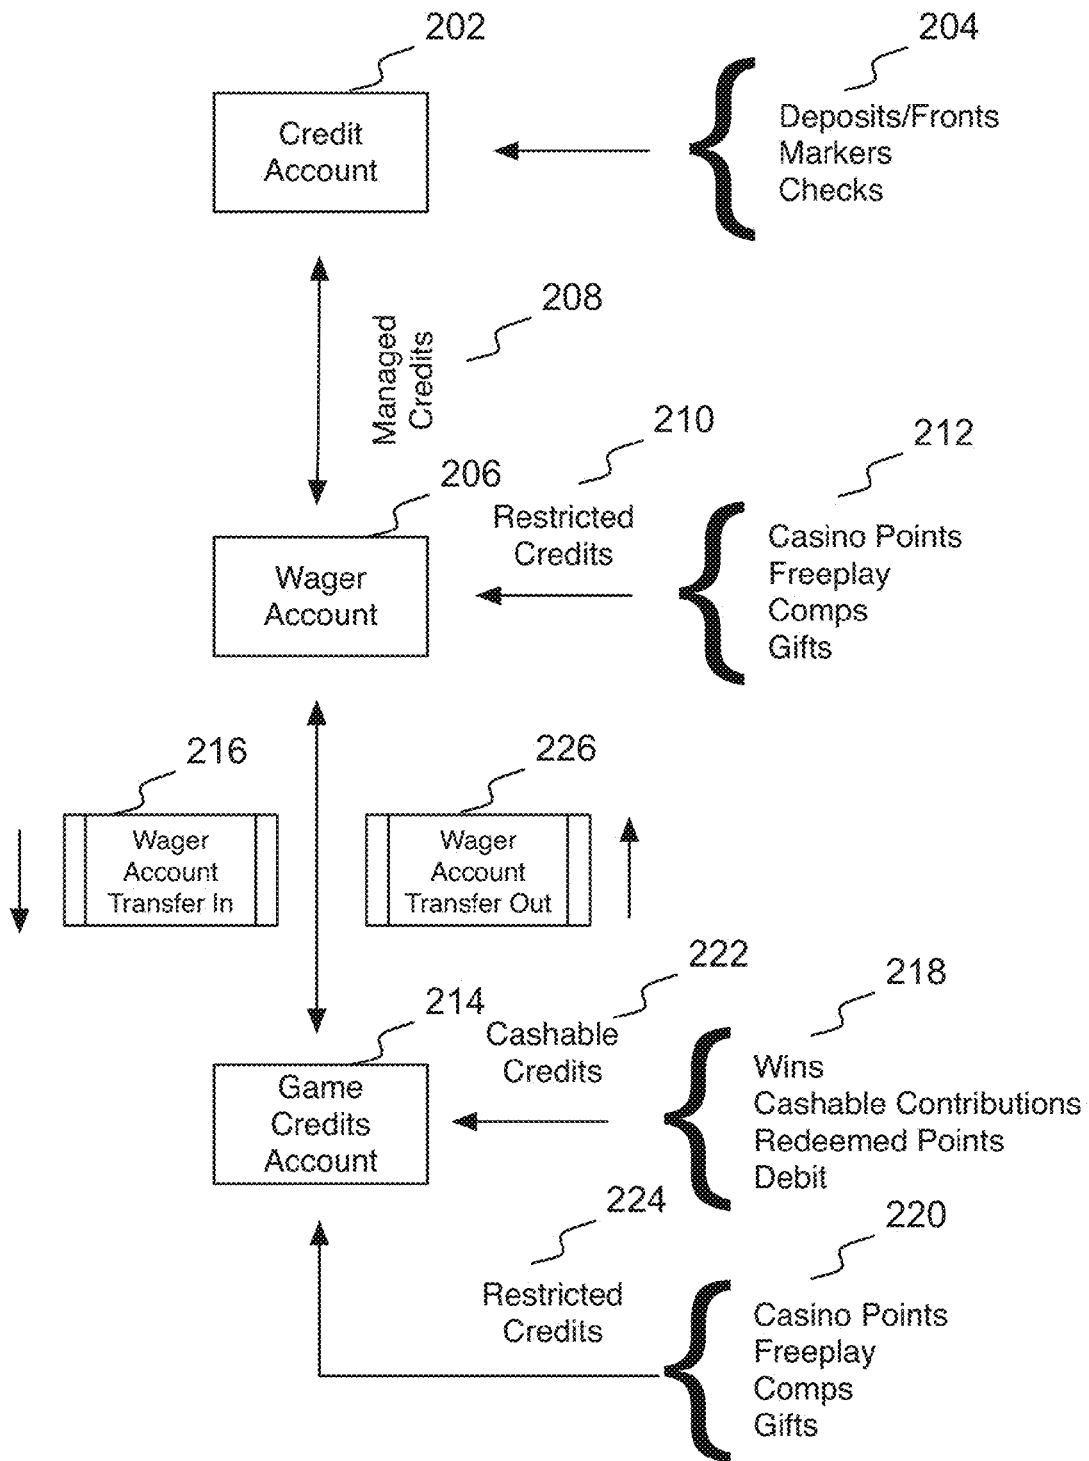 202
204
Credit
Account
Deposits/Fronts
Markers
Checks
208
Managed
Credits
206
210
212
Wager
Account
Restricted
Credits
Casino Points
Freeplay
Comps
Gifts
216
226
Wager
Account
Transfer In
Wager
Account
Transfer Out
214
222
218
Game
Credits
Account
Cashable
Credits
Wins
Cashable Contributions
Redeemed Points
Debit
224
220
Restricted
Credits
Casino Points
Freeplay
Comps
Gifts